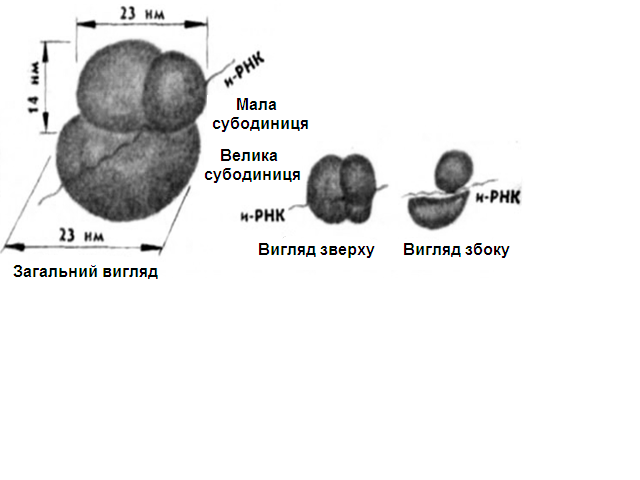 23 нм
и-РНК
14 нм
Мала
субодиниця
Велика
субодиниця
и-РНК
и-РНК
23 нм
Вигляд зверху
Вигляд збоку
Загальний вигляд